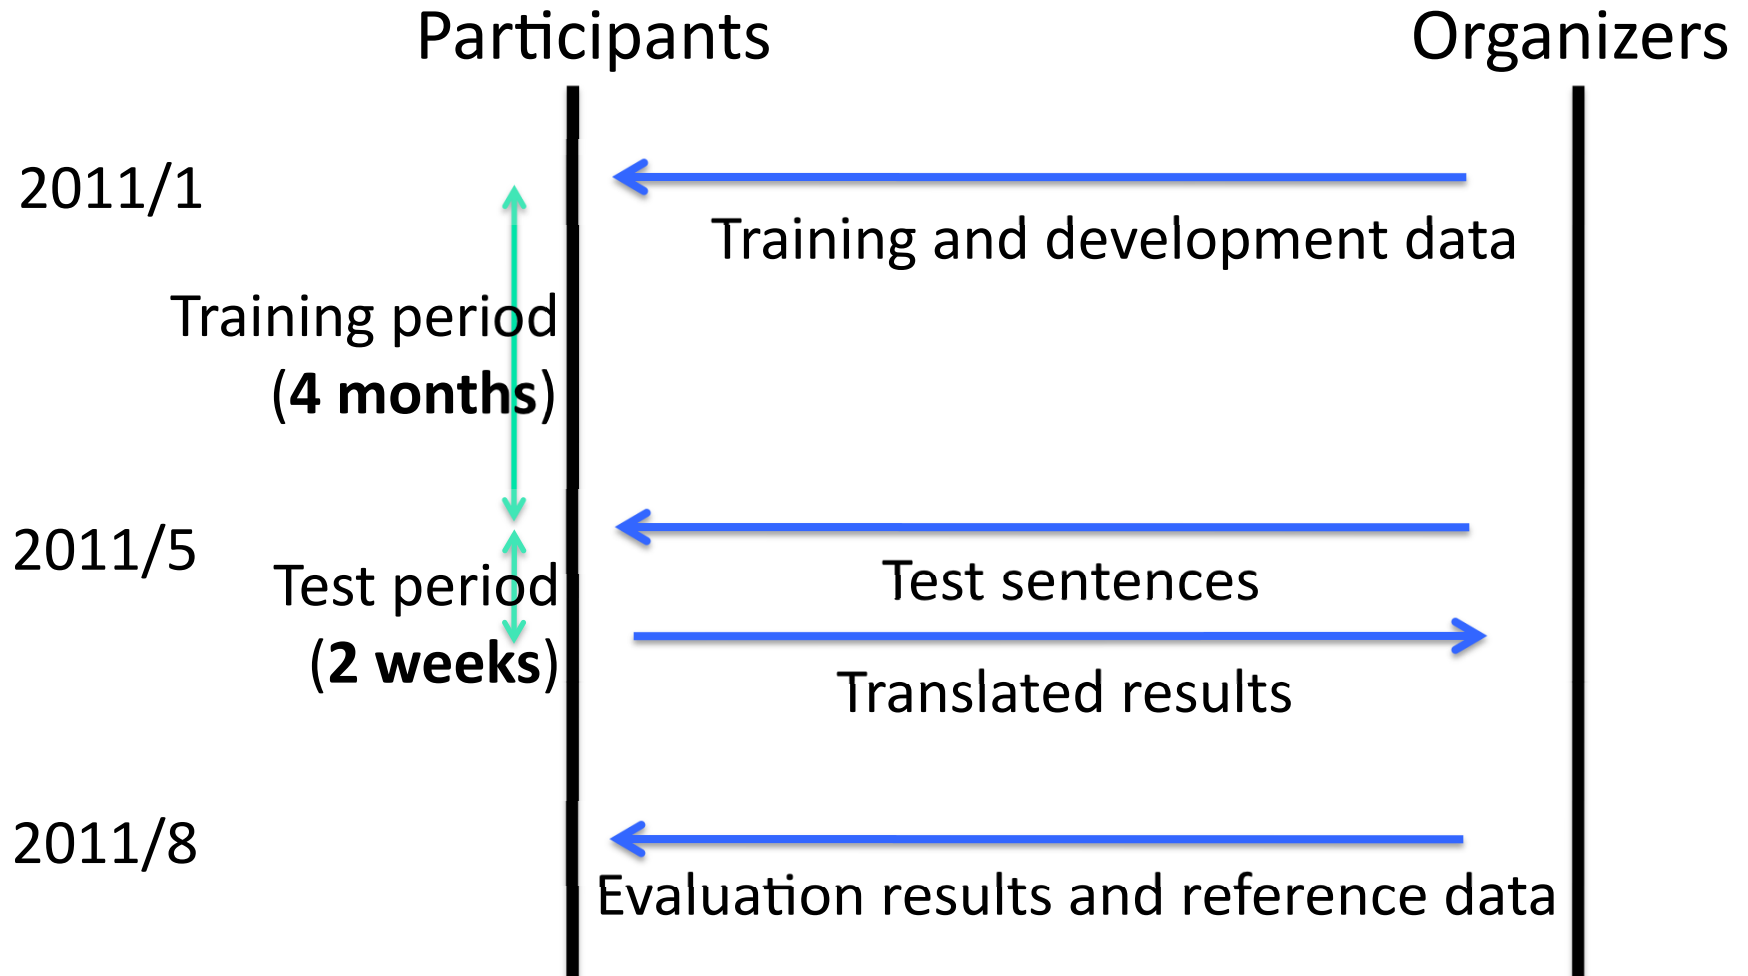 Participants
Organizers
2011/1
Training and development data
Training period
(4 months)
2011/5
Test period
(2 weeks)
Test sentences
Translated results
2011/8
Evaluation results and reference data